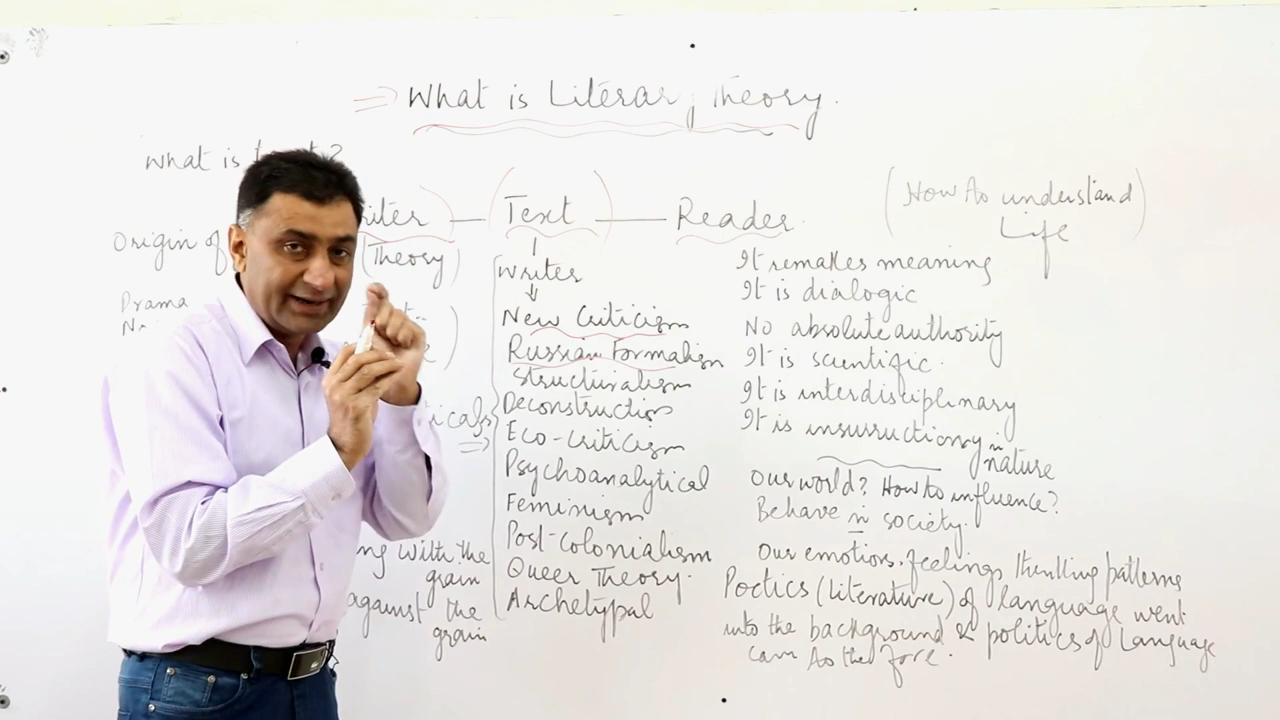 ⇒ What is Literary Theory.
What is
(Text) — Reader.
(How to understand
Life)
Origin of
(Theory)
Drama
Writer
↓
New Criticism
Russian Formalism
Structuralism
Deconstruction
Eco-criticism
Psychoanalytical
Feminism
Post-Colonialism
Queer Theory.
Archetypal
ing with the
grain
against the
grain
It remakes meaning
It is dialogic
No absolute authority
It is scientific.
It is interdisciplinary
It is insurructiony in
nature
Our world? How to influence?
Behave in society.
Our emotions, feelings, thinking patterns
Poetics (literature) of language went
into the background & politics of Language
cam to the fore.